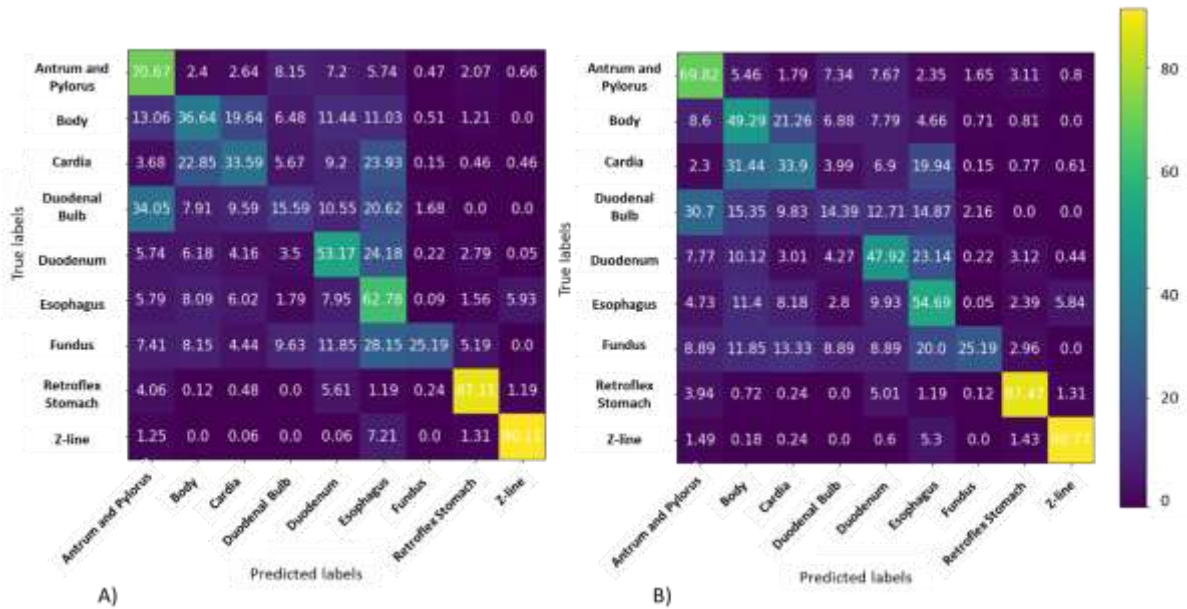 Antrum and
Pylorus
Body
Cardia
Duodenal
Bulb
Duodenum
Esophagus
Fundus
Retroflex
Stomach
Z-line
True labels
70.67 2.4 2.64 8.15 7.2 5.74 0.47 2.07 0.66
13.06 36.64 19.64 6.48 11.44 11.03 0.51 1.21 0.0
3.68 22.85 33.59 5.67 9.2 23.93 0.15 0.46 0.46
34.05 7.91 9.59 15.59 10.55 20.62 1.68 0.0 0.0
5.74 6.18 4.16 3.5 53.17 24.18 0.22 2.79 0.05
5.79 8.09 6.02 1.79 7.95 62.78 0.09 1.56 5.93
7.41 8.15 4.44 9.63 11.85 28.15 25.19 5.19 0.0
4.06 0.12 0.48 0.0 5.61 1.19 0.24 1.19
1.25 0.0 0.06 0.0 0.06 7.21 0.0 1.31
Antrum and Pylorus
Body
Cardia
Duodenal Bulb
Duodenum
Esophagus
Fundus
Retroflex Stomach
Z-line
Predicted labels
A)
Antrum and
Pylorus
Body
Cardia
Duodenal
Bulb
Duodenum
Esophagus
Fundus
Retroflex
Stomach
Z-line
True labels
69.82 5.46 1.79 7.34 7.67 2.35 1.65 3.11 0.8
8.6 49.29 21.26 6.88 7.79 4.66 0.71 0.81 0.0
2.3 31.44 33.9 3.99 6.9 19.94 0.15 0.77 0.61
30.7 15.35 9.83 14.39 12.71 14.87 2.16 0.0 0.0
7.77 10.12 3.01 4.27 47.92 23.14 0.22 3.12 0.44
4.73 11.4 8.18 2.8 9.93 54.69 0.05 2.39 5.84
8.89 11.85 13.33 8.89 8.89 20.0 25.19 2.96 0.0
3.94 0.72 0.24 0.0 5.01 1.19 0.12 1.31
1.49 0.18 0.24 0.0 0.6 5.3 0.0 1.43
Antrum and Pylorus
Body
Cardia
Duodenal Bulb
Duodenum
Esophagus
Fundus
Retroflex Stomach
Z-line
Predicted labels
B)
80
60
40
20
0